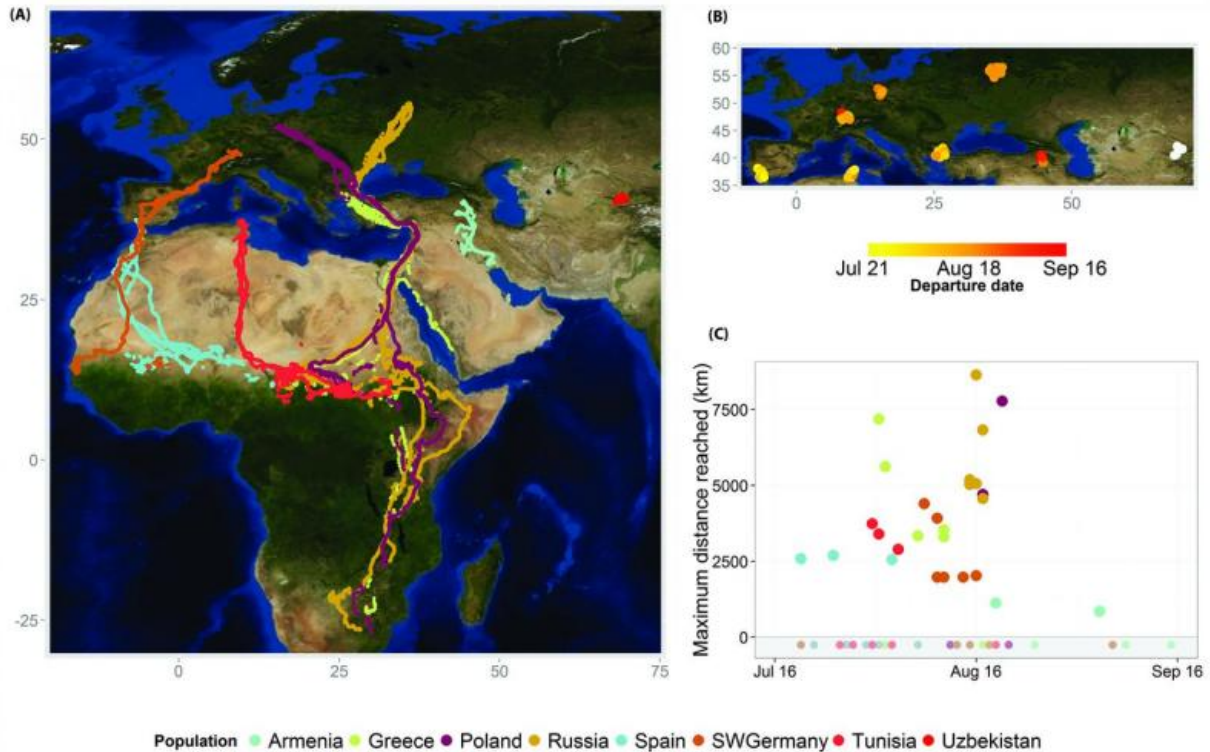 (A)
50
25
0
-25
0
25
50
75
(B)
60
55
50
45
40
35
0
25
50
Jul 21 Aug 18 Sep 16
Departure date
(C)
Maximum distance reached (km)
7500
5000
2500
0
Jul 16 Aug 16 Sep 16
Population Armenia Greece Poland Russia Spain SWGermany Tunisia Uzbekistan